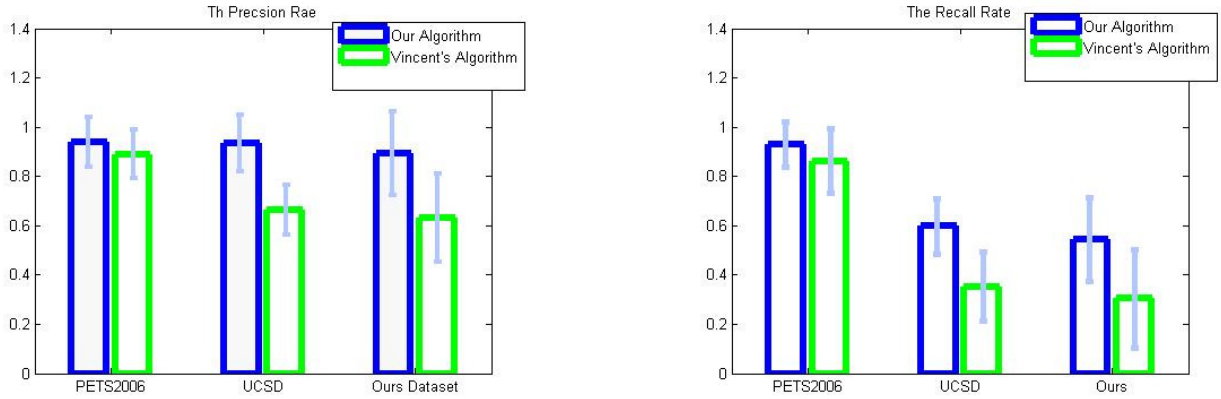 Th Precsion Rae
1.4
1.2
1
0.8
0.6
0.4
0.2
0
Our Algorithm
Vincent's Algorithm
PETS2006 UCSD Ours Dataset
The Recall Rate
1.4
1.2
1
0.8
0.6
0.4
0.2
0
Our Algorithm
Vincent's Algorithm
PETS2006 UCSD Ours